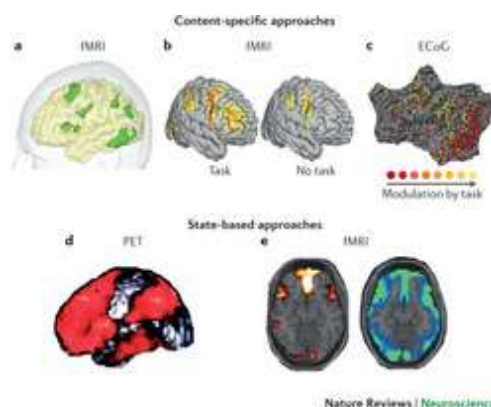 Content-specific approaches
a fMRI b fMRI c ECoG
Task No task
Modulation by task
State-based approaches
d PET e fMRI
Nature Reviews | Neuroscience